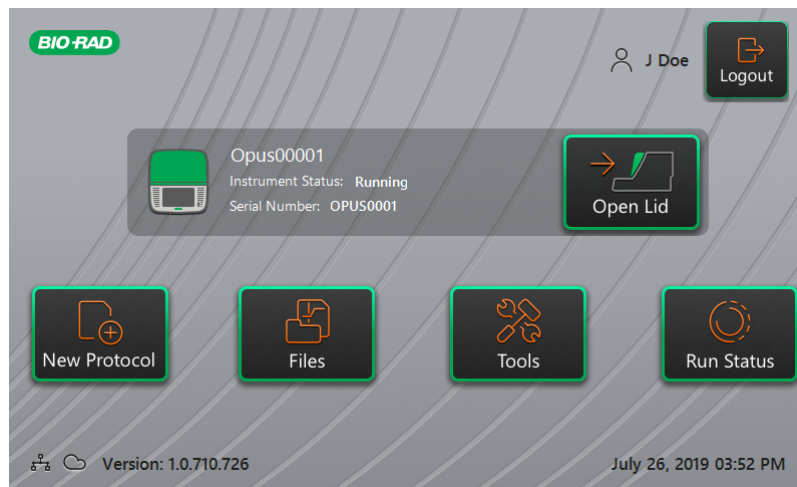 BIO-RAD
J Doe
Logout
Opus00001
Instrument Status: Running
Serial Number: OPUS0001
Open Lid
New Protocol
Files
Tools
Run Status
Version: 1.0.710.726
July 26, 2019 03:52 PM